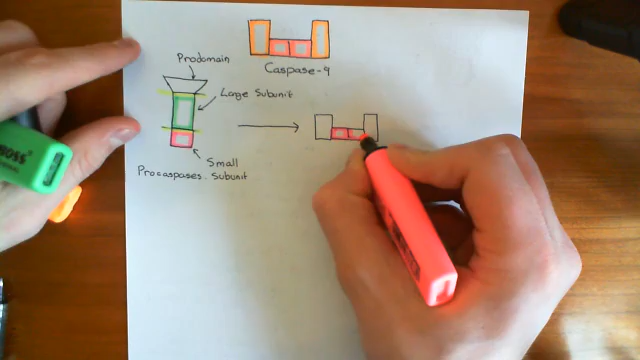 Caspase-9
Prodomain
Large Subunit
Small
Procaspases. Subunit
BOSS